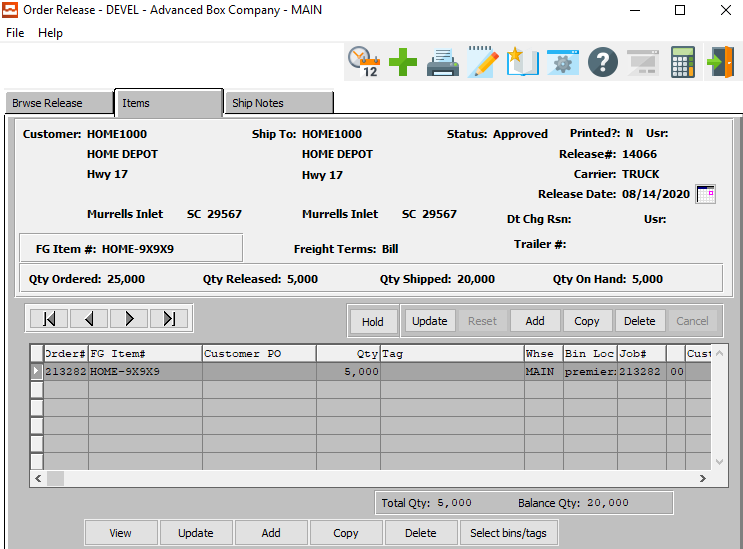 Order Release - DEVEL - Advanced Box Company - MAIN
File Help
12
Brwse Release Items Ship Notes
Customer: HOME1000 Ship To: HOME1000 Status: Approved Printed?: N Usr:
HOME DEPOT HOME DEPOT Release#: 14066
Hwy 17 Hwy 17 Carrier: TRUCK
Release Date: 08/14/2020
Murrells Inlet SC 29567 Murrells Inlet SC 29567 Dt Chg Rsn: Usr:
FG Item #: HOME-9X9X9 Freight Terms: Bill Trailer #:
Qty Ordered: 25,000 Qty Released: 5,000 Qty Shipped: 20,000 Qty On Hand: 5,000
Hold Update Reset Add Copy Delete Cancel
Order# FG Item# Customer PO Qty Tag Whse Bin Loc Job# Cust
213282 HOME-9X9X9 5,000 MAIN premier 213282 00
Total Qty: 5,000 Balance Qty: 20,000
View Update Add Copy Delete Select bins/tags